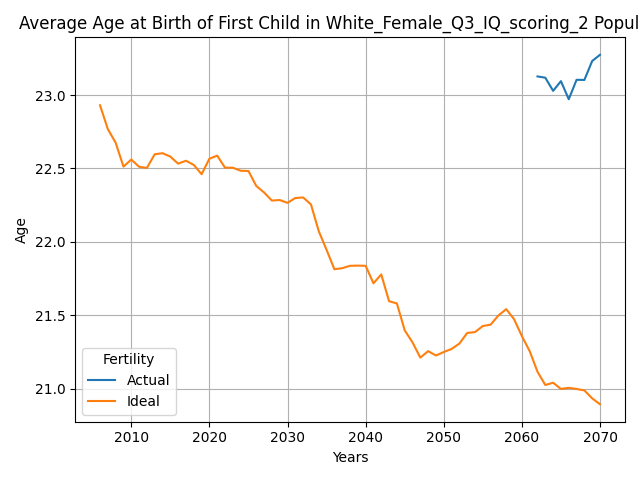 Average Age at Birth of First Child in White_Female_Q3_IQ_scoring_2 Popul
23.0
22.5
22.0
21.5
21.0
Age
Fertility
Actual
Ideal
2010 2020 2030 2040 2050 2060 2070
Years